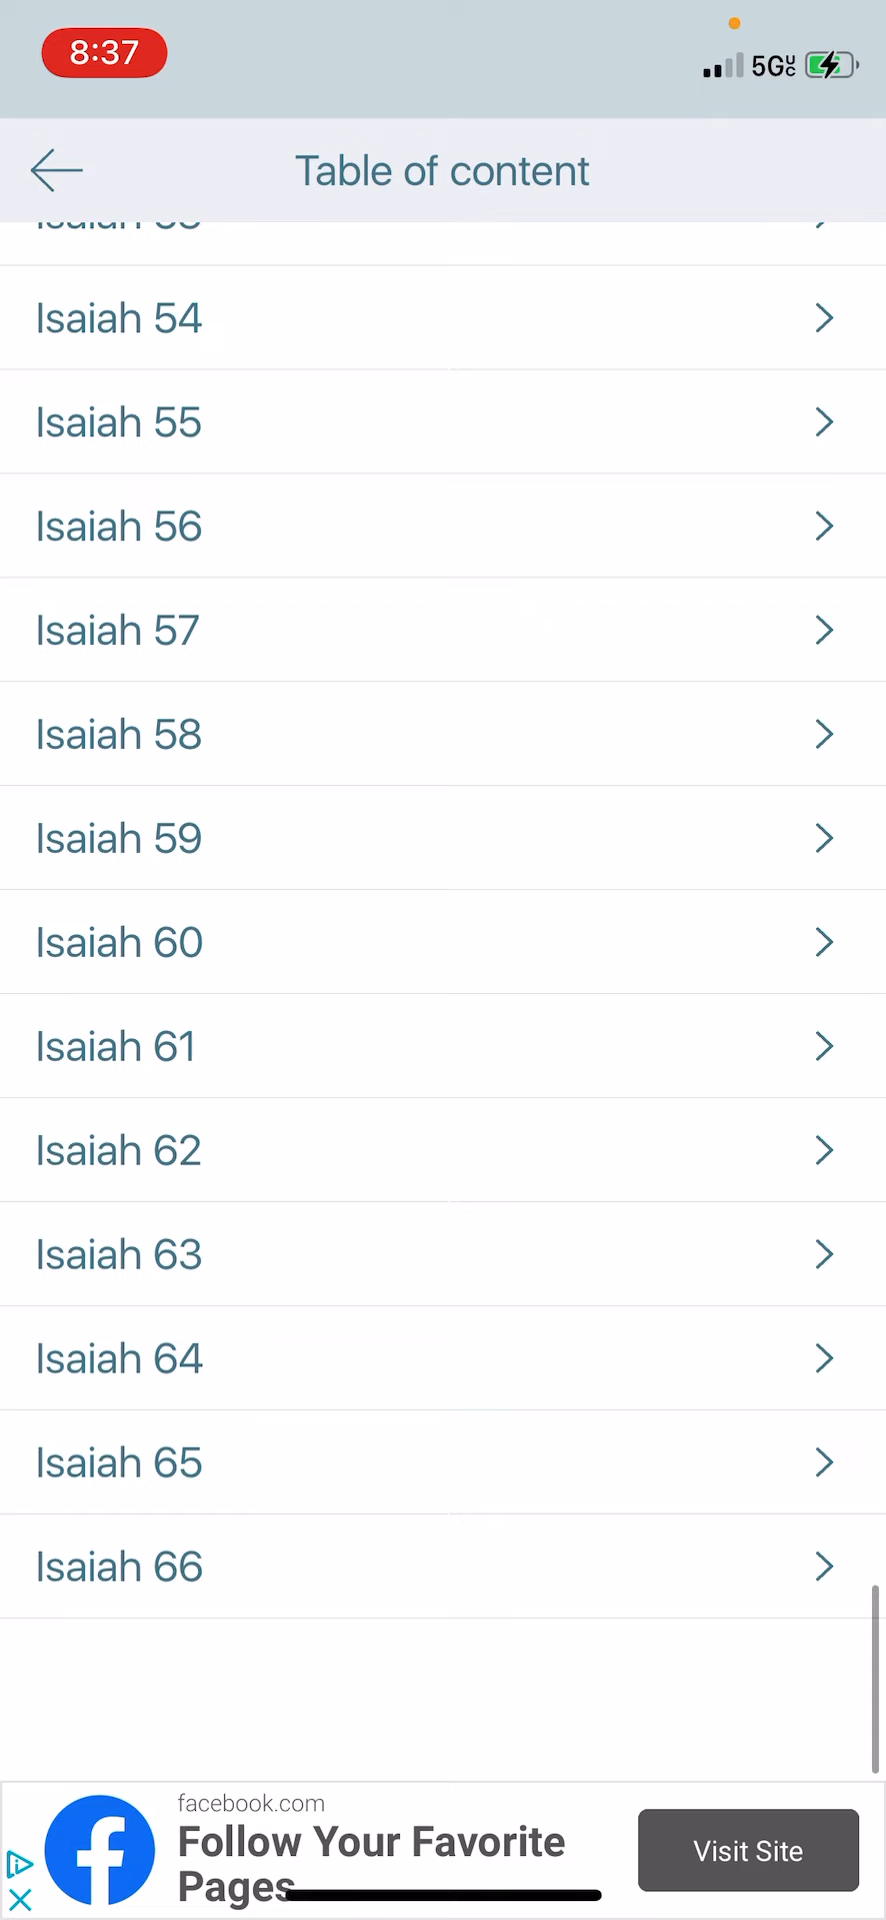 8:37
5GUC
Table of content
Isaiah 54
Isaiah 55
Isaiah 56
Isaiah 57
Isaiah 58
Isaiah 59
Isaiah 60
Isaiah 61
Isaiah 62
Isaiah 63
Isaiah 64
Isaiah 65
Isaiah 66
facebook.com
Follow Your Favorite
Pages
Visit Site